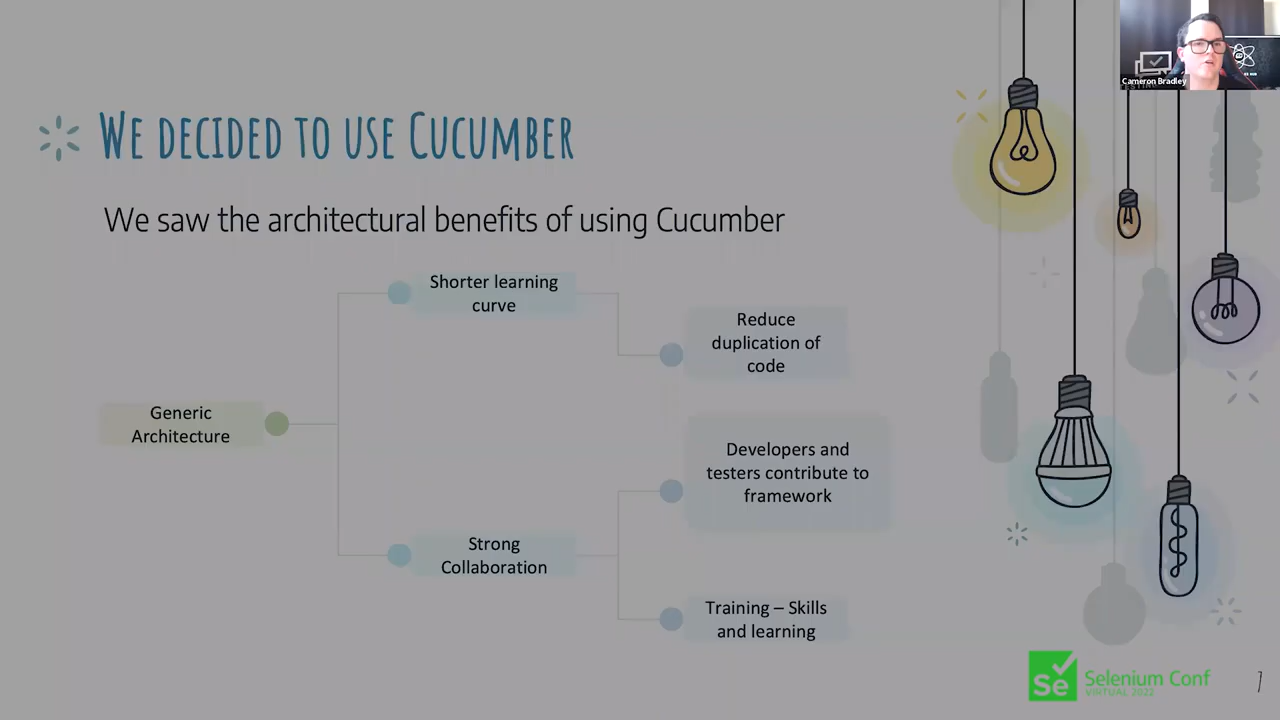 Cameron Bradley
We decided to use Cucumber
We saw the architectural benefits of using Cucumber
Shorter learning
curve
Reduce
duplication of
code
Generic
Architecture
Developers and
testers contribute to
framework
Strong
Collaboration
Training – Skills
and learning
Se
Selenium Conf
VIRTUAL 2022